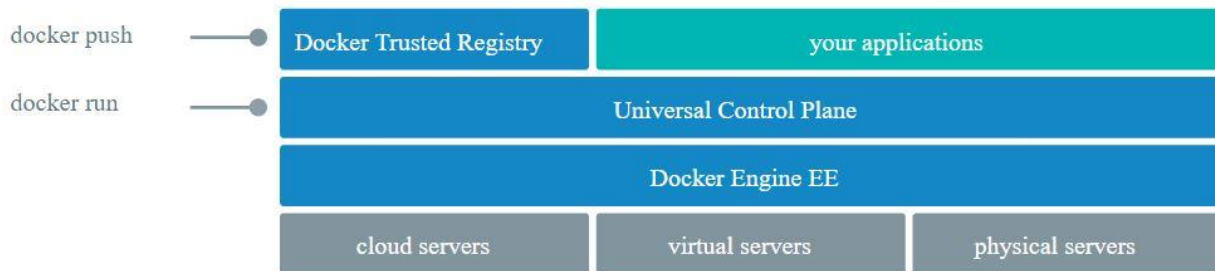 docker push
Docker Trusted Registry
your applications
docker run
Universal Control Plane
Docker Engine EE
cloud servers
virtual servers
physical servers